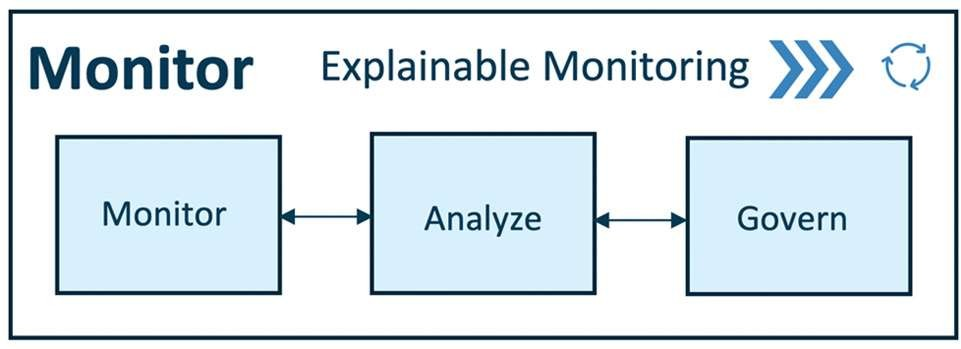 Monitor Explainable Monitoring
Monitor
Analyze
Govern